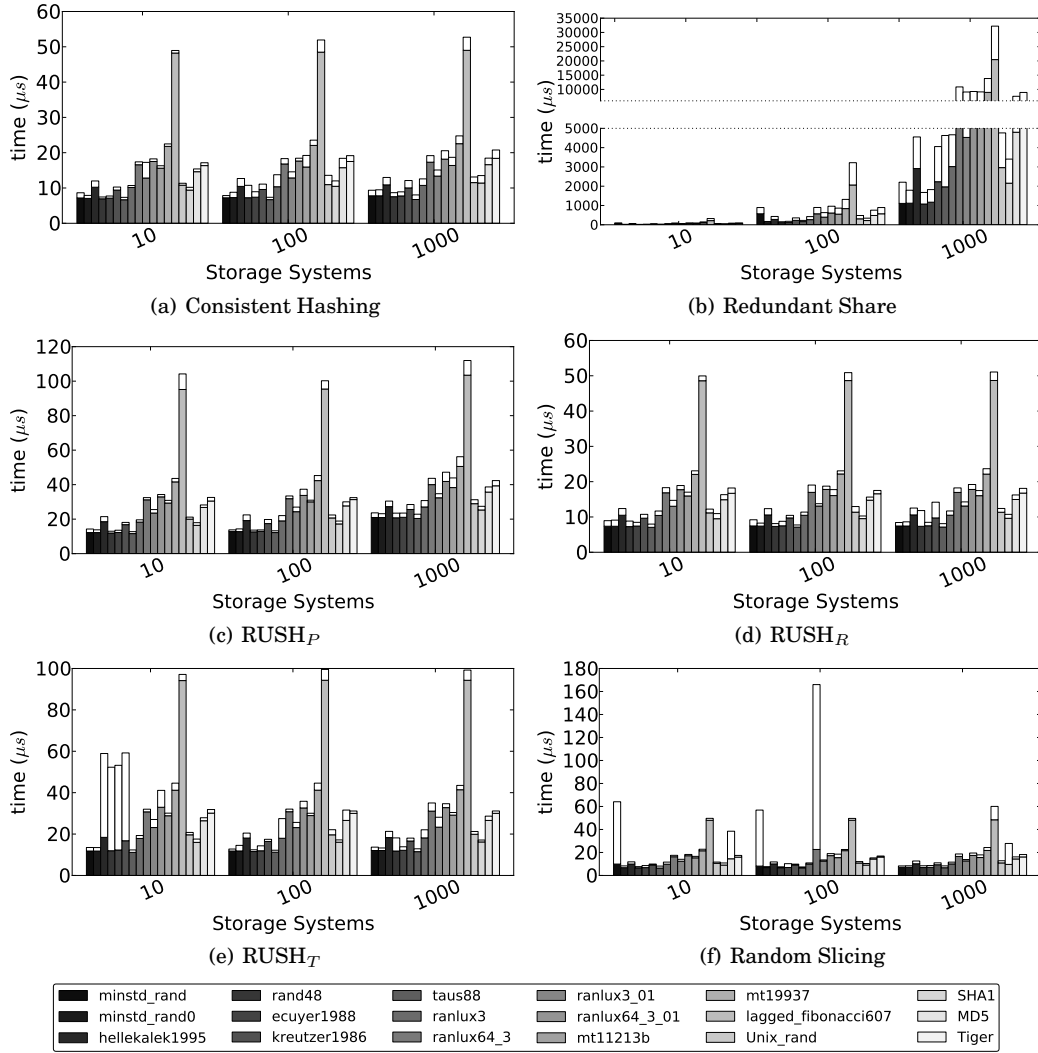 60
50
40
30
20
10
0
time (μs)
10
100
1000
Storage Systems
(a) Consistent Hashing
35000
30000
25000
20000
15000
10000
5000
4000
3000
2000
1000
0
time (μs)
10
100
1000
Storage Systems
(b) Redundant Share
120
100
80
60
40
20
0
time (μs)
10
100
1000
Storage Systems
(c) RUSH_P
60
50
40
30
20
10
0
time (μs)
10
100
1000
Storage Systems
(d) RUSH_R
100
80
60
40
20
0
time (μs)
10
100
1000
Storage Systems
(e) RUSH_T
180
160
140
120
100
80
60
40
20
0
time (μs)
10
100
1000
Storage Systems
(f) Random Slicing
minstd_rand
minstd_rand0
hellekalek1995
rand48
ecuyer1988
kreutzer1986
taus88
ranlux3
ranlux64_3
ranlux3_01
ranlux64_3_01
mt11213b
mt19937
lagged_fibonacci607
Unix_rand
SHA1
MD5
Tiger